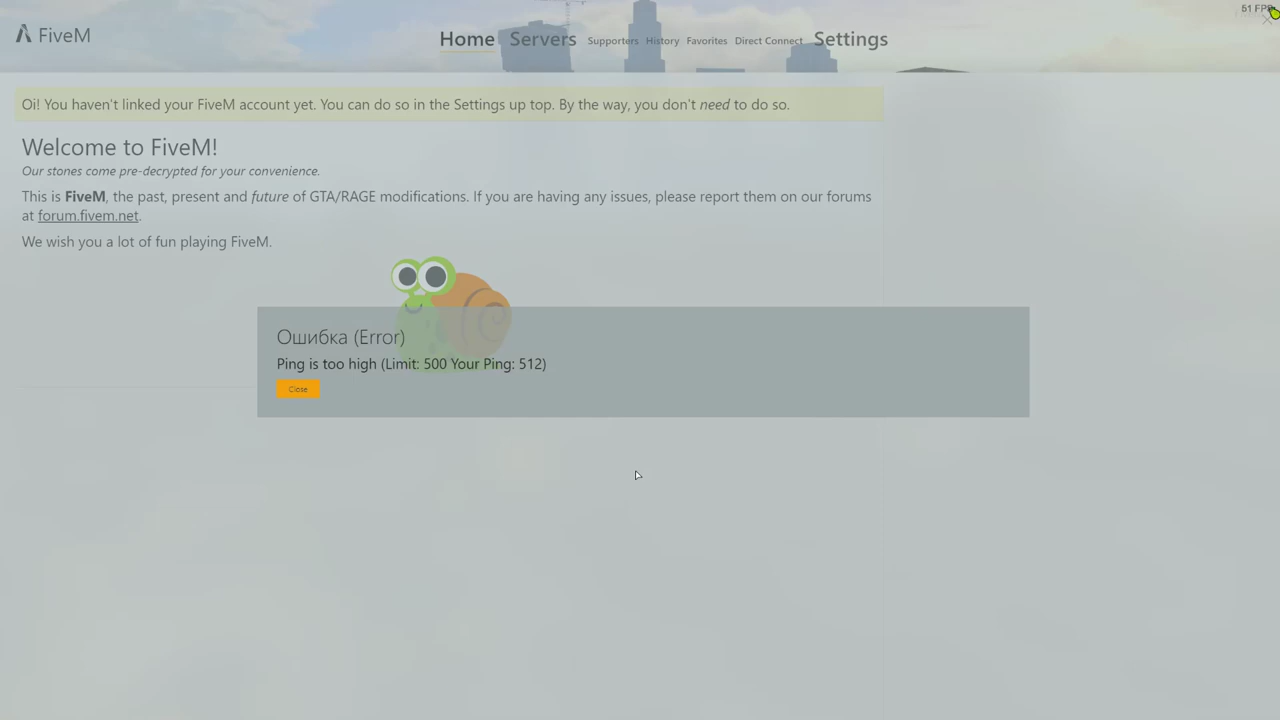 51 FPS
FiveM
Home Servers Supporters History Favorites Direct Connect Settings
Oi! You haven't linked your FiveM account yet. You can do so in the Settings up top. By the way, you don't need to do so.
Welcome to FiveM!
Our stones come pre-decrypted for your convenience.
This is FiveM, the past, present and future of GTA/RAGE modifications. If you are having any issues, please report them on our forums
at forum.fivem.net.
We wish you a lot of fun playing FiveM.
Ошибка (Error)
Ping is too high (Limit: 500 Your Ping: 512)
Close